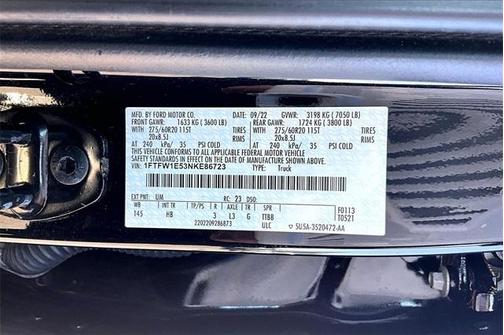 MFD. BY FORD MOTOR CO.
DATE: 09/22 GVWR: 3198 KG ( 7050 LB)
FRONT GAWR: 1633 KG ( 3600 LB) REAR GAWR: 1724 KG ( 3800 LB)
275/60R20 115T TIRES 275/60R20 115T TIRES
20x8.5J RIMS 20x8.5J RIMS
AT 240 kPa/ 35 PSI COLD AT 240 kPa/ 35 PSI COLD
THIS VEHICLE CONFORMS TO ALL APPLICABLE FEDERAL MOTOR VEHICLE
SAFETY STANDARDS IN EFFECT ON THE DATE OF MANUFACTURE SHOWN ABOVE.
VIN: 1FTFW1E53NKE86723 TYPE: Truck
EXT PNT: UM RC: 23 DSO:
WB INT TR TP/PS R AXLE TR SPR F0113
145 HB 3 L3 G TTBB T0521
2202209286873 ULC 5U5A-3520472-AA